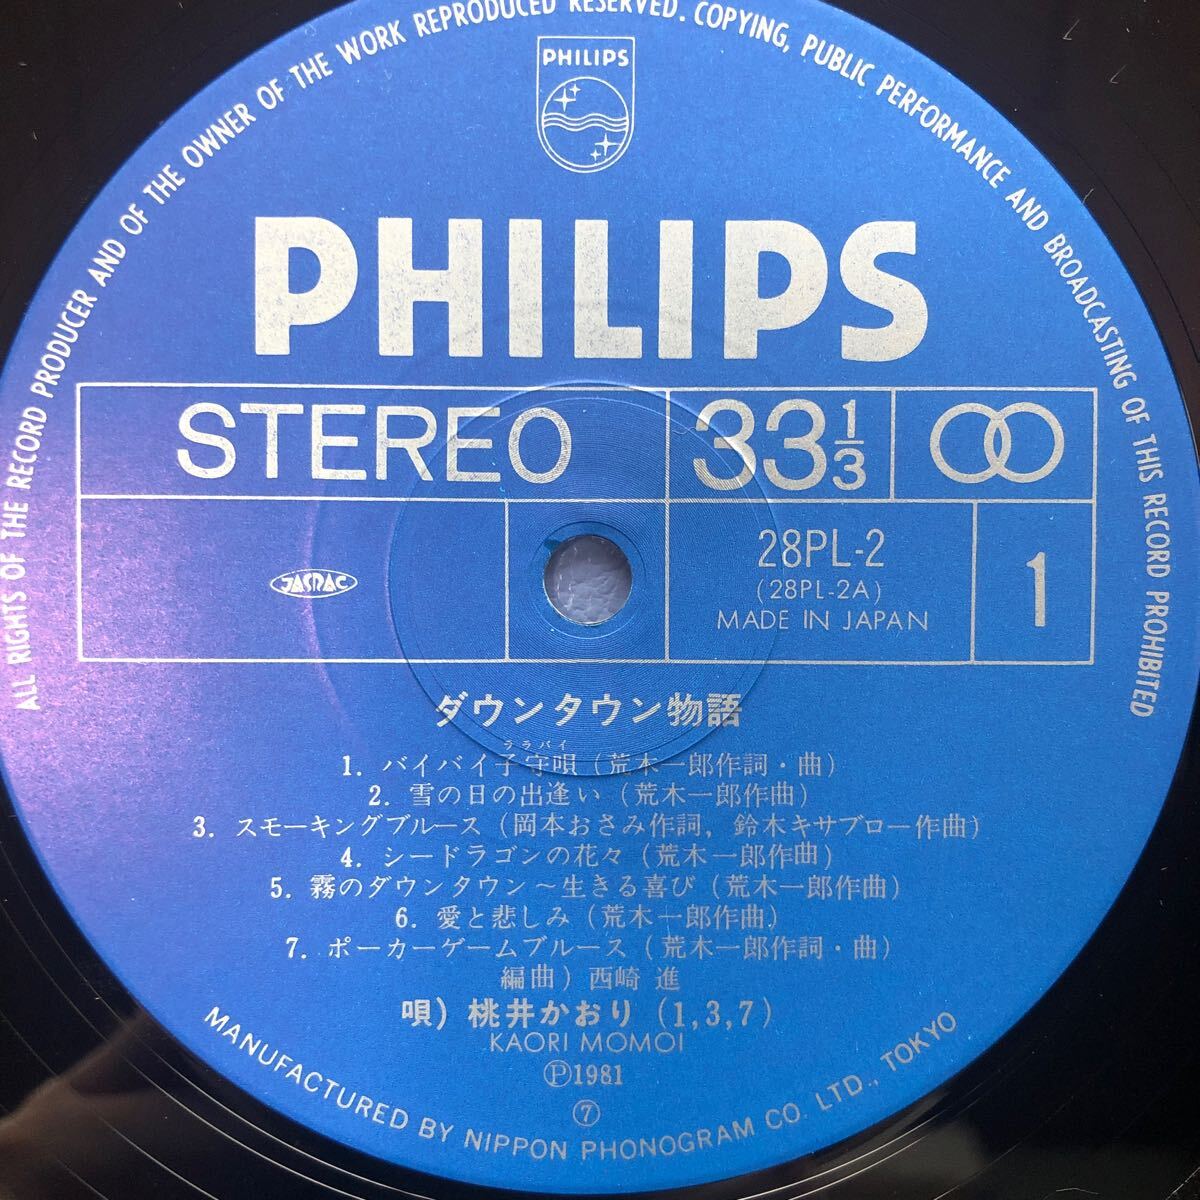 ALL RIGHTS OF THE RECORD PRODUCER AND OF THE OWNER OF THE WORK REPRODUCED RESERVED. COPYING, PUBLIC PERFORMANCE AND BROADCASTING OF THIS RECORD PROHIBITED
PHILIPS
PHILIPS
STEREO
33 1/3
JASRAC
28PL-2
(28PL-2A)
MADE IN JAPAN
1
ダウンタウン物語
ララバイ
1. バイバイ子守唄 (荒木一郎作詞・曲)
2. 雪の日の出逢い (荒木一郎作曲)
3. スモーキングブルース (岡本おさみ作詞, 鈴木キサブロー作曲)
4. シードラゴンの花々 (荒木一郎作曲)
5. 霧のダウンタウン〜生きる喜び (荒木一郎作曲)
6. 愛と悲しみ (荒木一郎作曲)
7. ポーカーゲームブルース (荒木一郎作詞・曲)
編曲) 西崎 進
唄) 桃井かおり (1,3,7)
KAORI MOMOI
Ⓟ1981
⑦
MANUFACTURED BY NIPPON PHONOGRAM CO. LTD., TOKYO